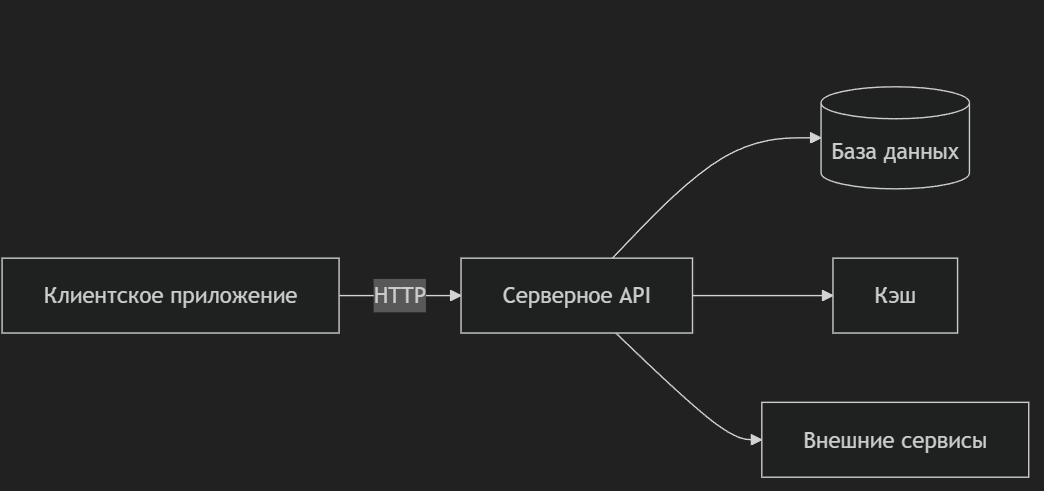 База данных
Клиентское приложение
HTTP
Серверное API
Кэш
Внешние сервисы